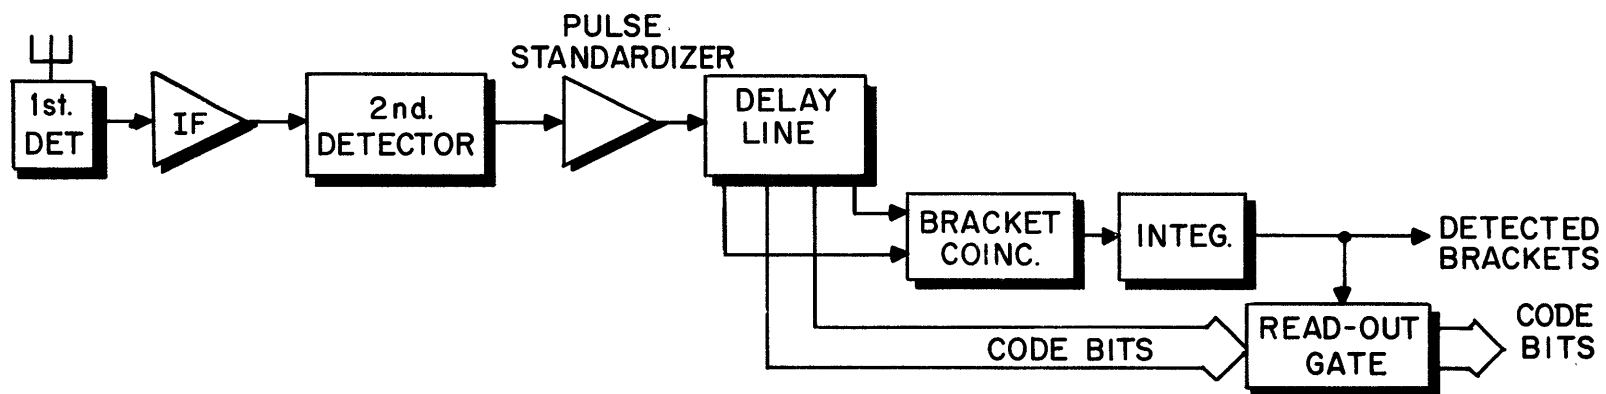 PULSE
STANDARDIZER
1st.
DET
IF
2nd.
DETECTOR
DELAY
LINE
BRACKET
COINC.
INTEG.
DETECTED
BRACKETS
CODE BITS
READ-OUT
GATE
CODE
BITS